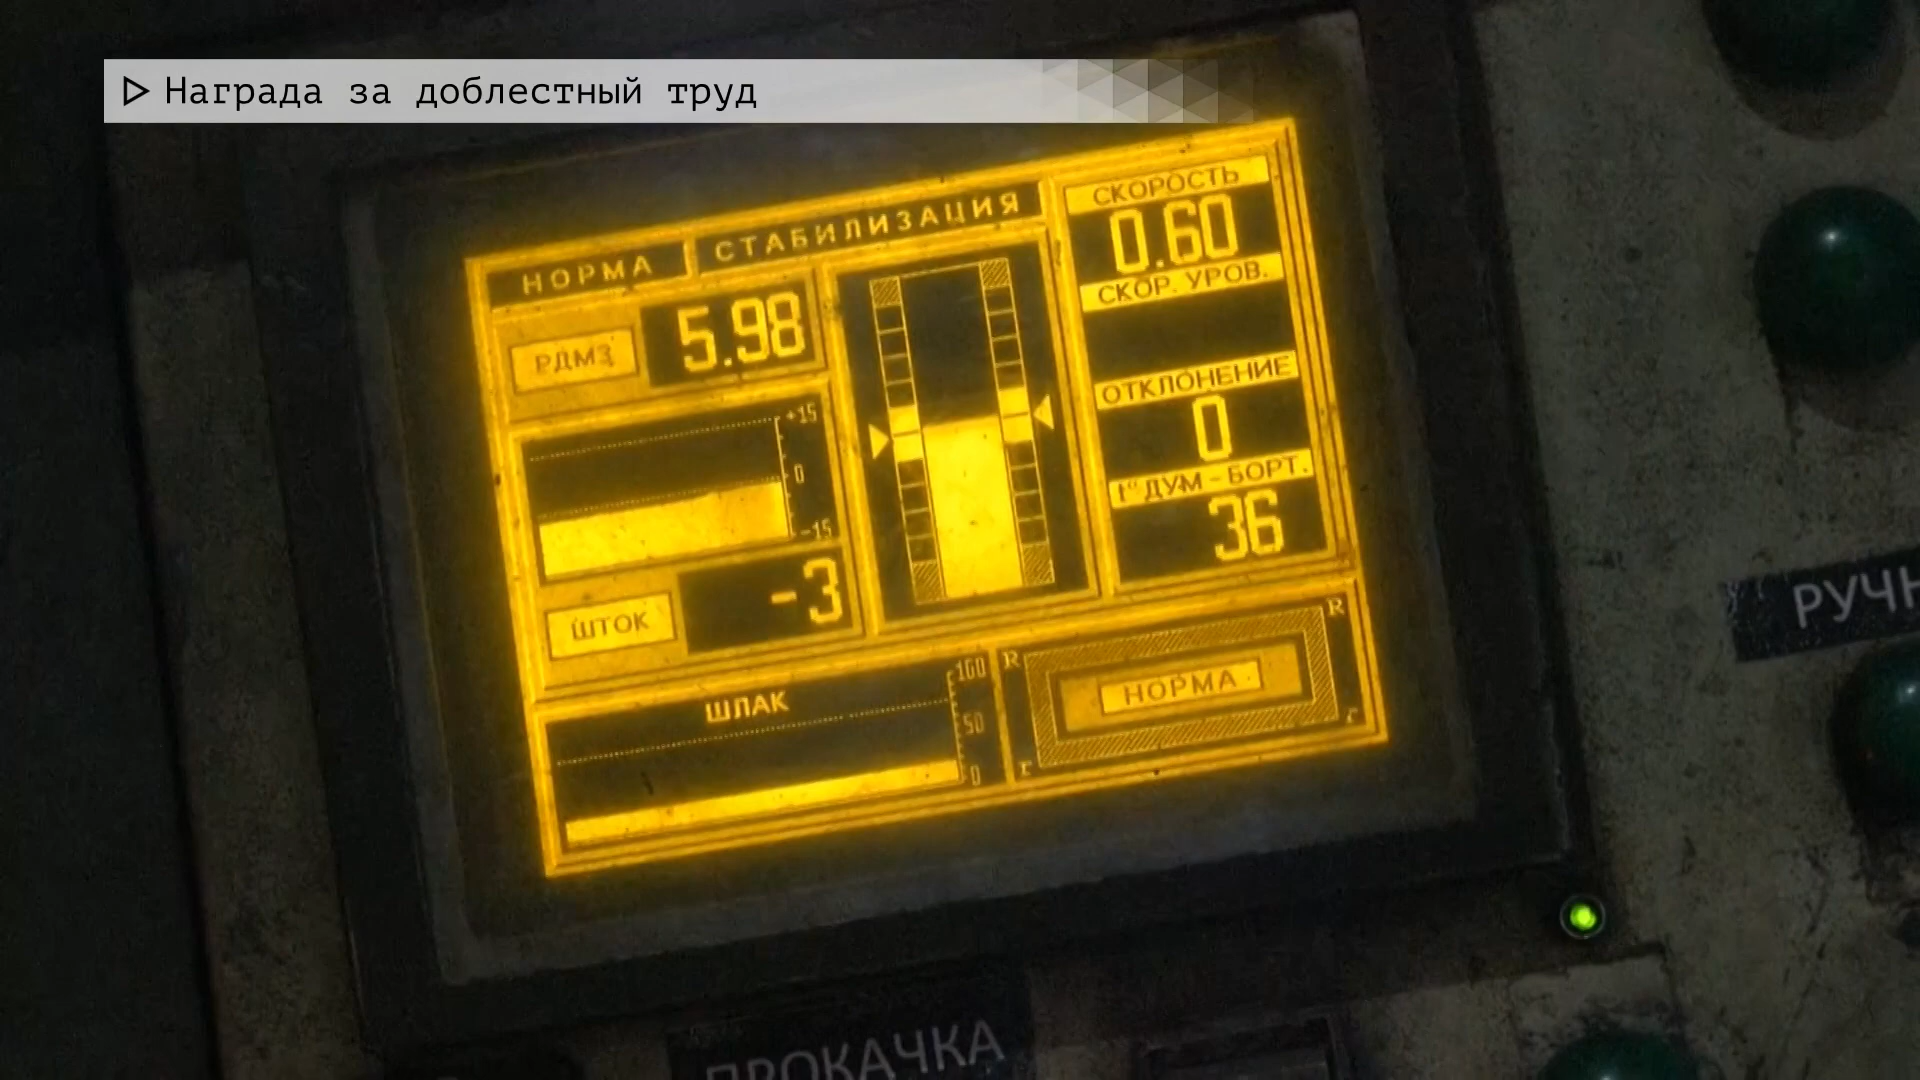 Награда за доблестный труд
НОРМА
СТАБИЛИЗАЦИЯ
СКОРОСТЬ
0.60
СКОР. УРОВ.
РДМЗ
5.98
+15
0
-15
ОТКЛОНЕНИЕ
0
t° ДУМ - БОРТ.
36
ШТОК
-3
ШЛАК
100
50
0
R
R
НОРМА
r
r
РУЧН
ПРОКАЧКА